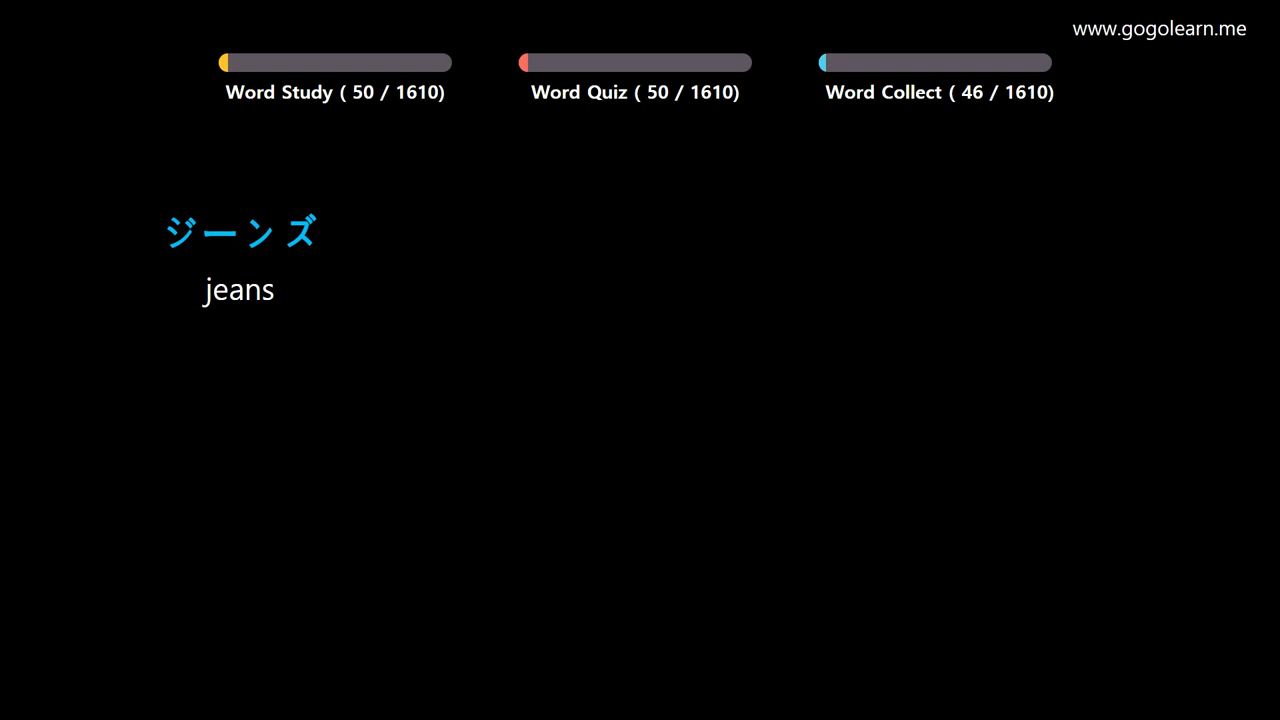 www.gogolearn.me
Word Study ( 50 / 1610)
Word Quiz ( 50 / 1610)
Word Collect ( 46 / 1610)
ジーンズ
jeans